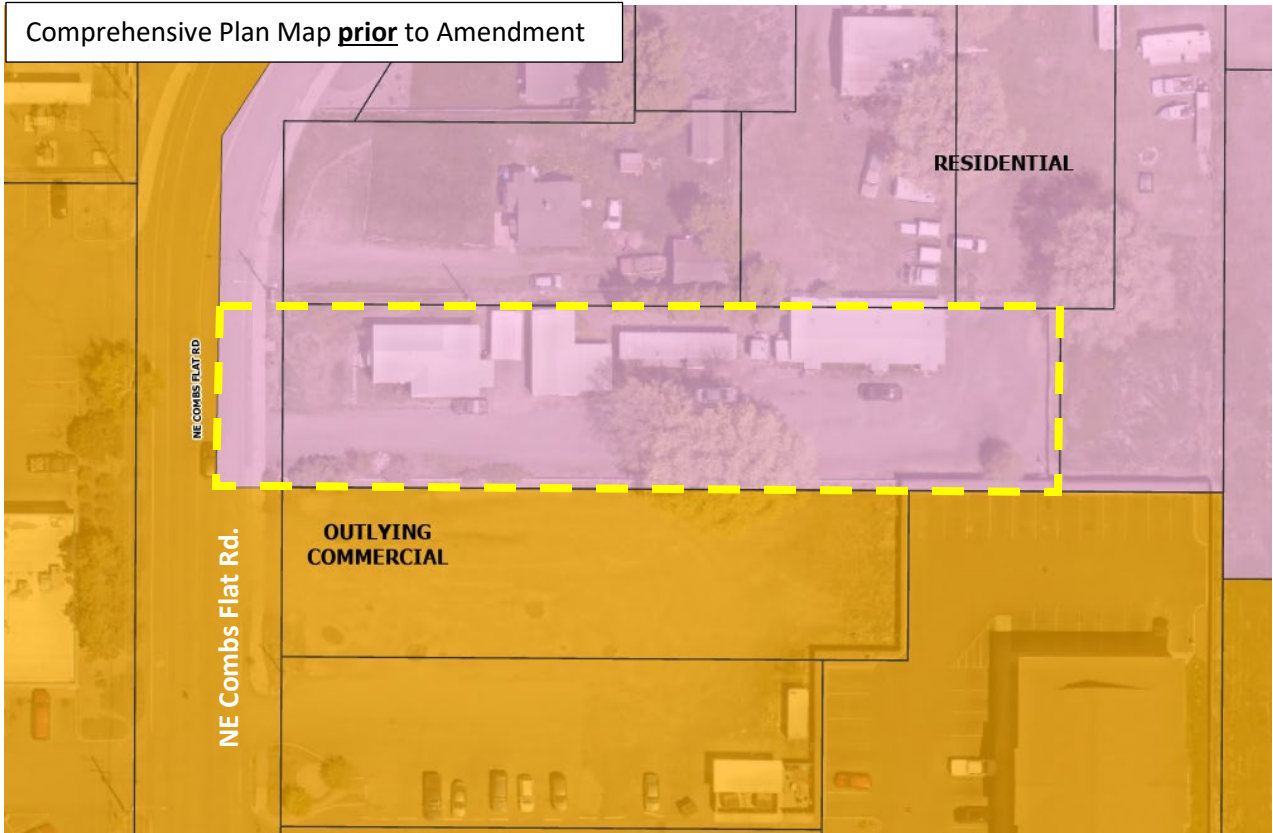 Comprehensive Plan Map prior to Amendment
RESIDENTIAL
NE COMBS FLAT RD
OUTLYING
COMMERCIAL
NE Combs Flat Rd.